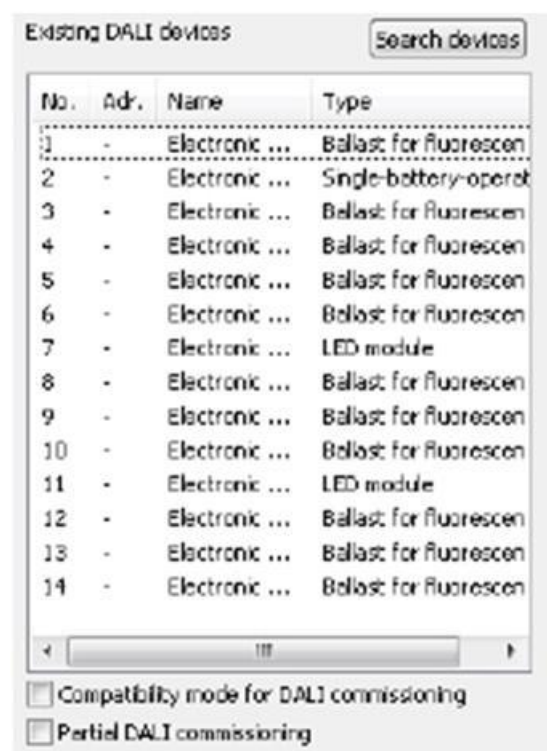 Existing DALI devices Search devices
No. Adr. Name Type
1 - Electronic ... Ballast for fluorescen
2 - Electronic ... Single-battery-operat
3 - Electronic ... Ballast for fluorescen
4 - Electronic ... Ballast for fluorescen
5 - Electronic ... Ballast for fluorescen
6 - Electronic ... Ballast for fluorescen
7 - Electronic ... LED module
8 - Electronic ... Ballast for fluorescen
9 - Electronic ... Ballast for fluorescen
10 - Electronic ... Ballast for fluorescen
11 - Electronic ... LED module
12 - Electronic ... Ballast for fluorescen
13 - Electronic ... Ballast for fluorescen
14 - Electronic ... Ballast for fluorescen
Compatibility mode for DALI commissioning
Partial DALI commissioning